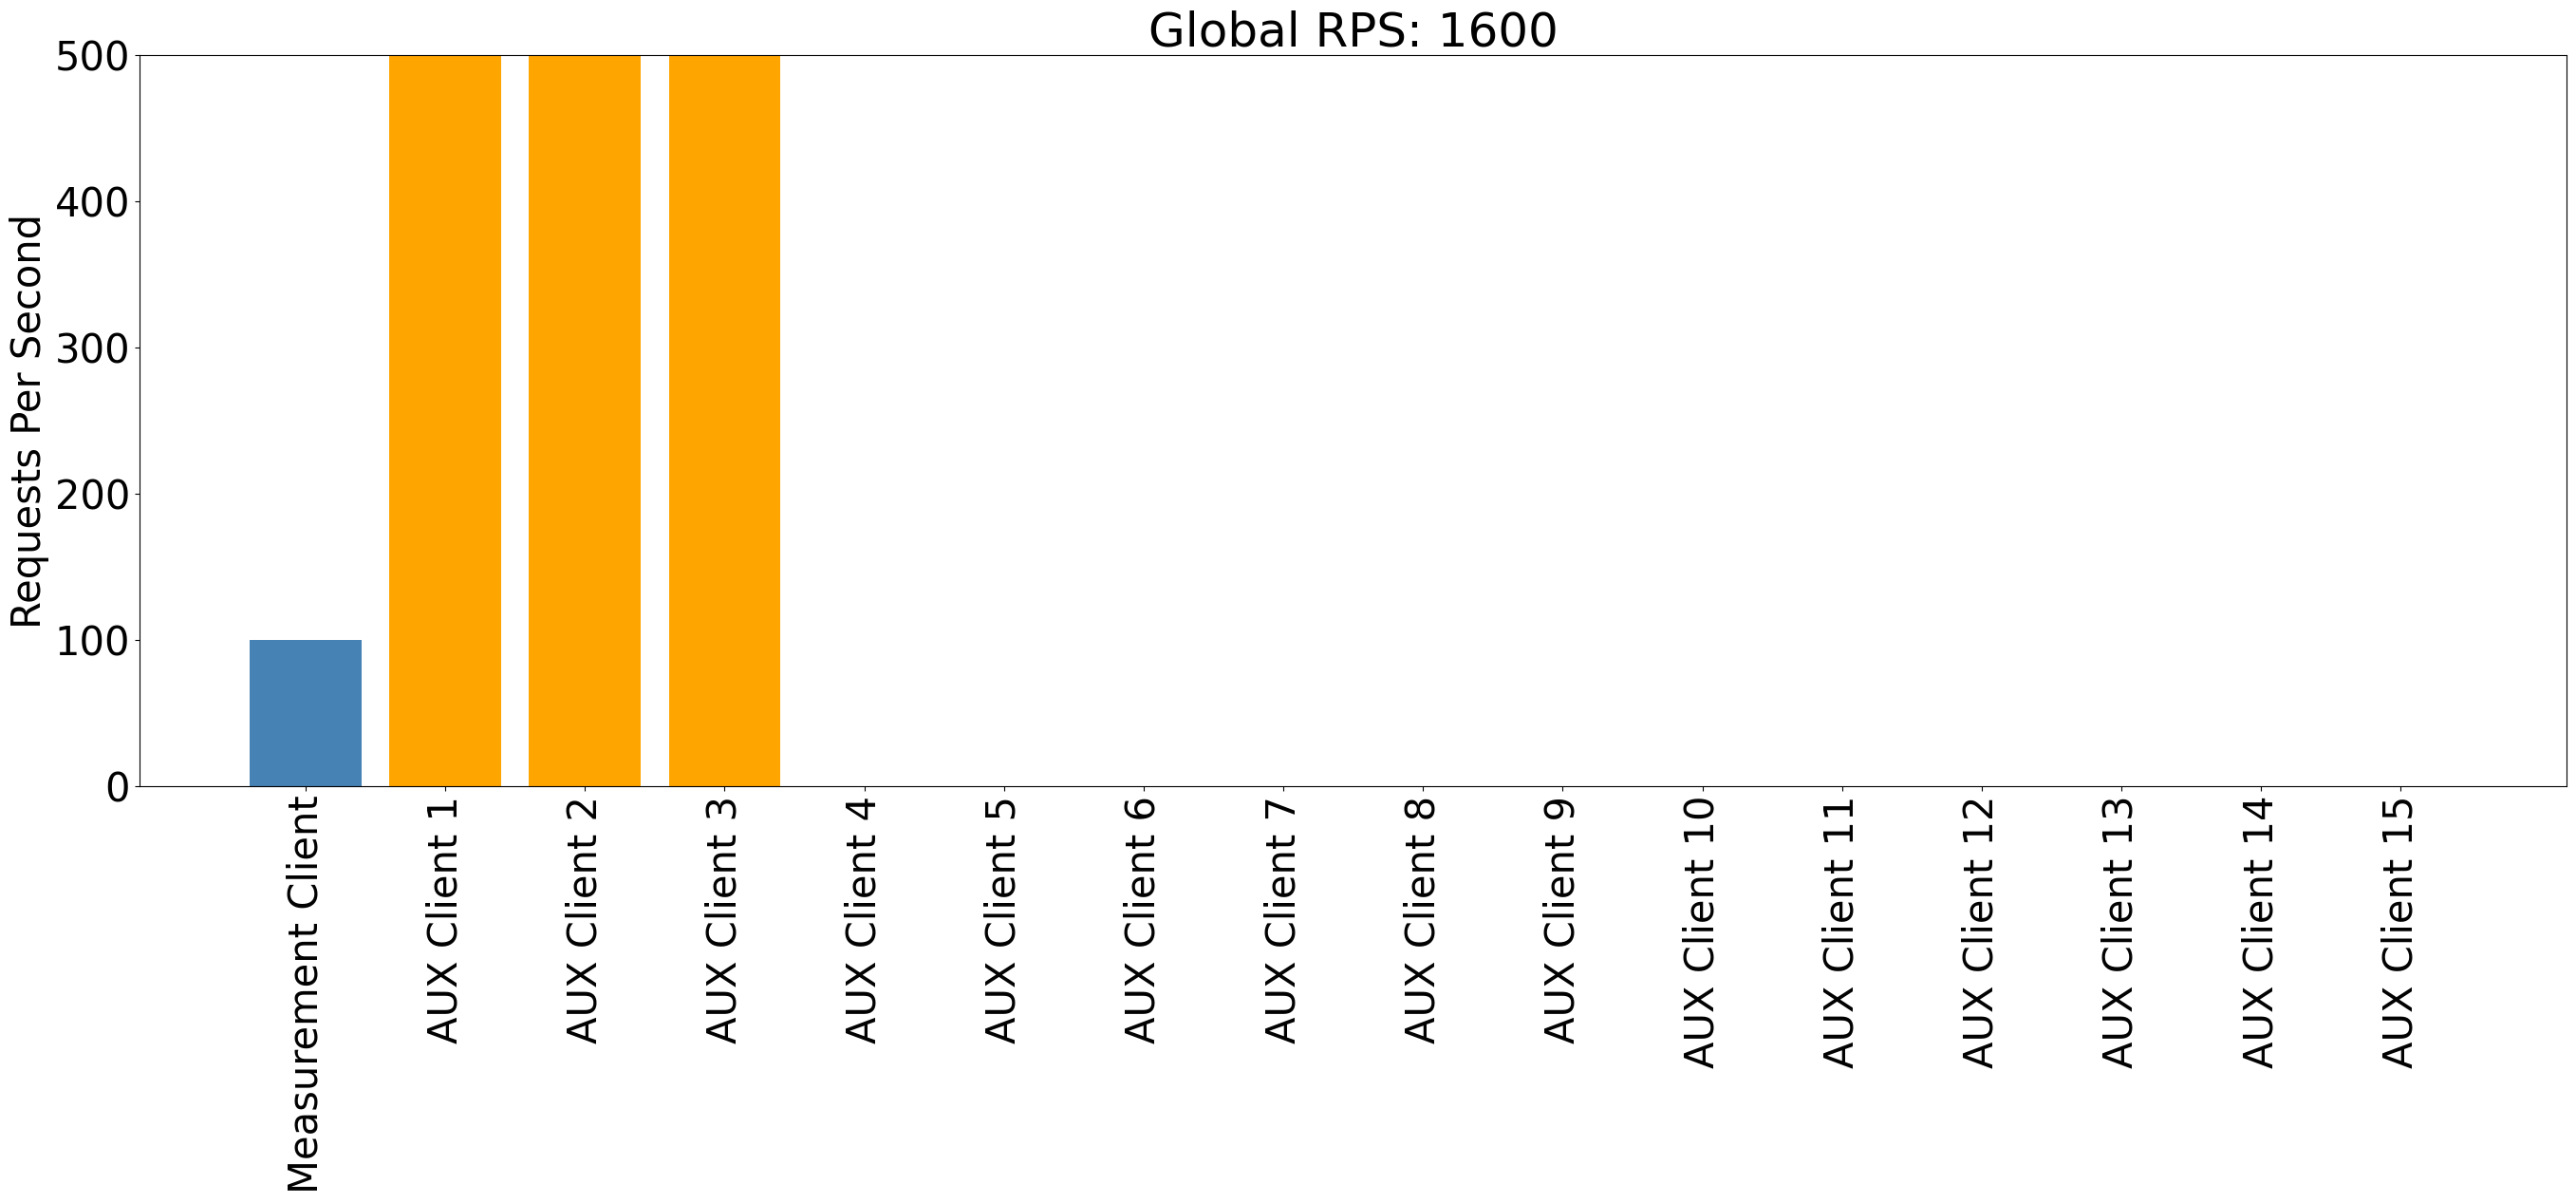 Global RPS: 1600
Requests Per Second
500
400
300
200
100
0
Measurement Client
AUX Client 1
AUX Client 2
AUX Client 3
AUX Client 4
AUX Client 5
AUX Client 6
AUX Client 7
AUX Client 8
AUX Client 9
AUX Client 10
AUX Client 11
AUX Client 12
AUX Client 13
AUX Client 14
AUX Client 15